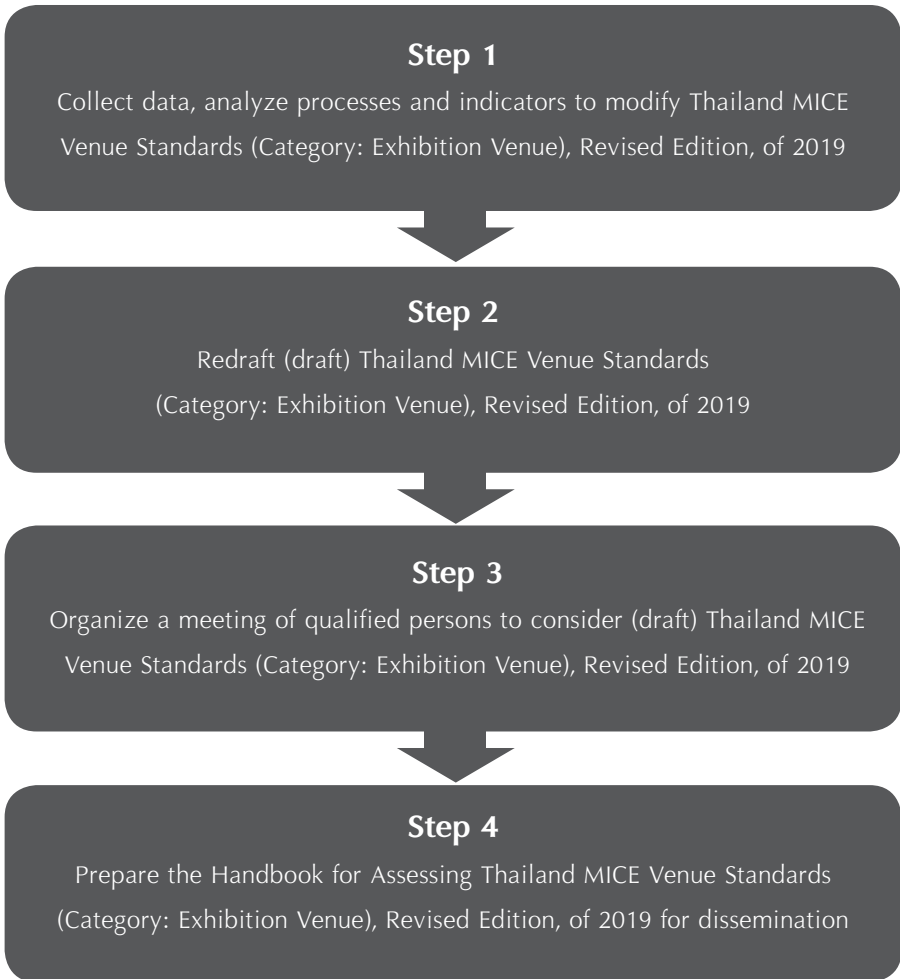 Step 1
Collect data, analyze processes and indicators to modify Thailand MICE
Venue Standards (Category: Exhibition Venue), Revised Edition, of 2019
Step 2
Redraft (draft) Thailand MICE Venue Standards
(Category: Exhibition Venue), Revised Edition, of 2019
Step 3
Organize a meeting of qualified persons to consider (draft) Thailand MICE
Venue Standards (Category: Exhibition Venue), Revised Edition, of 2019
Step 4
Prepare the Handbook for Assessing Thailand MICE Venue Standards
(Category: Exhibition Venue), Revised Edition, of 2019 for dissemination